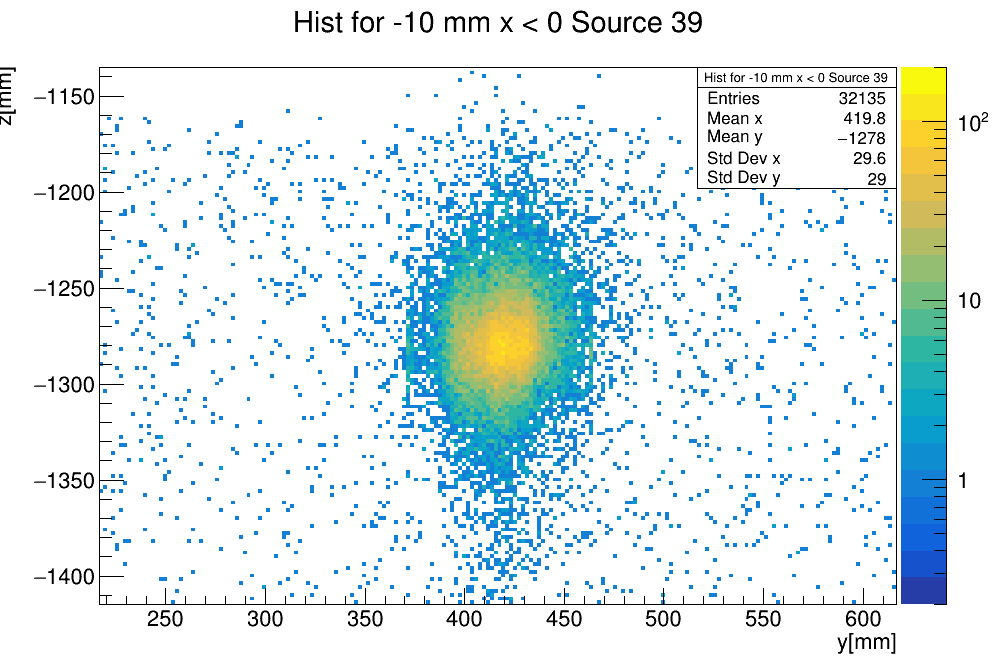 Hist for -10 mm x < 0 Source 39
z[mm]
Hist for -10 mm x < 0 Source 39
Entries 32135
Mean x 419.8
Mean y −1278
Std Dev x 29.6
Std Dev y 29
−1150
−1200
−1250
−1300
−1350
−1400
10²
10
1
250 300 350 400 450 500 550 600
y[mm]